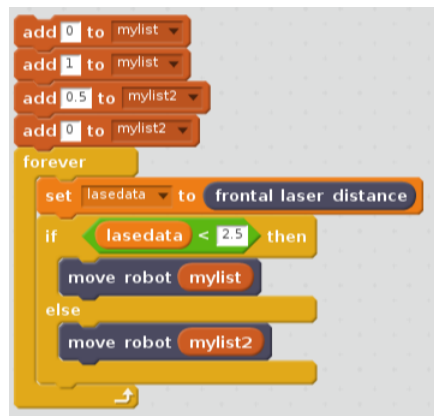 add 0 to mylist
add 1 to mylist
add 0.5 to mylist2
add 0 to mylist2
forever
set lasedata to frontal laser distance
if lasedata < 2.5 then
move robot mylist
else
move robot mylist2